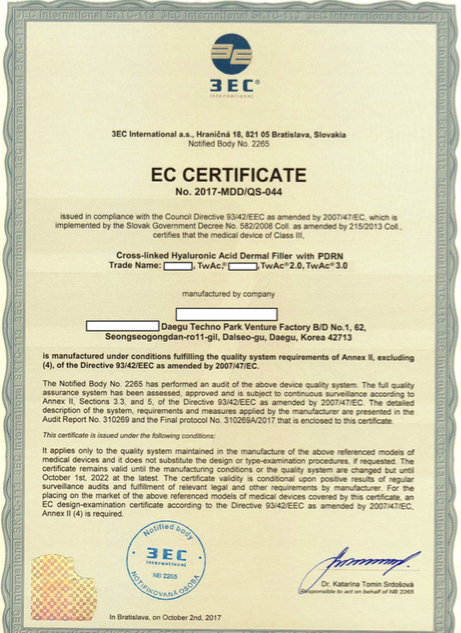 3EC®
International
3EC International a.s., Hraničná 18, 821 05 Bratislava, Slovakia
Notified Body No. 2265
EC CERTIFICATE
No. 2017-MDD/QS-044
issued in compliance with the Council Directive 93/42/EEC as amended by 2007/47/EC, which is
implemented by the Slovak Government Decree No. 582/2008 Coll. as amended by 215/2013 Coll.,
certifies that the medical device of Class III,
Cross-linked Hyaluronic Acid Dermal Filler with PDRN
Trade Name: , TwAc,® , TwAc®2.0, TwAc®3.0
manufactured by company
Daegu Techno Park Venture Factory B/D No.1, 62,
Seongseogongdan-ro11-gil, Dalseo-gu, Daegu, Korea 42713
is manufactured under conditions fulfilling the quality system requirements of Annex II, excluding
(4), of the Directive 93/42/EEC as amended by 2007/47/EC.
The Notified Body No. 2265 has performed an audit of the above device quality system. The full quality
assurance system has been assessed, approved and is subject to continuous surveillance according to
Annex II, Sections 3.3, and 5, of the Directive 93/42/EEC as amended by 2007/47/EC. The detailed
description of the system, requirements and measures applied by the manufacturer are presented in the
Audit Report No. 310269 and the Final protocol No. 310269A/2017 that is enclosed to this certificate.
This certificate is issued under the following conditions:
It applies only to the quality system maintained in the manufacture of the above referenced models of
medical devices and it does not substitute the design or type-examination procedures, if requested. The
certificate remains valid until the manufacturing conditions or the quality system are changed but until
October 1st, 2022 at the latest. The certificate validity is conditional upon positive results of regular
surveillance audits and fulfillment of relevant legal and other requirements by manufacturer. For the
placing on the market of the above referenced models of medical devices covered by this certificate, an
EC design-examination certificate according to the Directive 93/42/EEC as amended by 2007/47/EC,
Annex II (4) is required.
Notified body
3EC
International
NB 2265
NOTIFIKOVANÁ OSOBA
Dr. Katarina Tomin Srdošová
Responsible to act on behalf of NB 2265
In Bratislava, on October 2nd. 2017